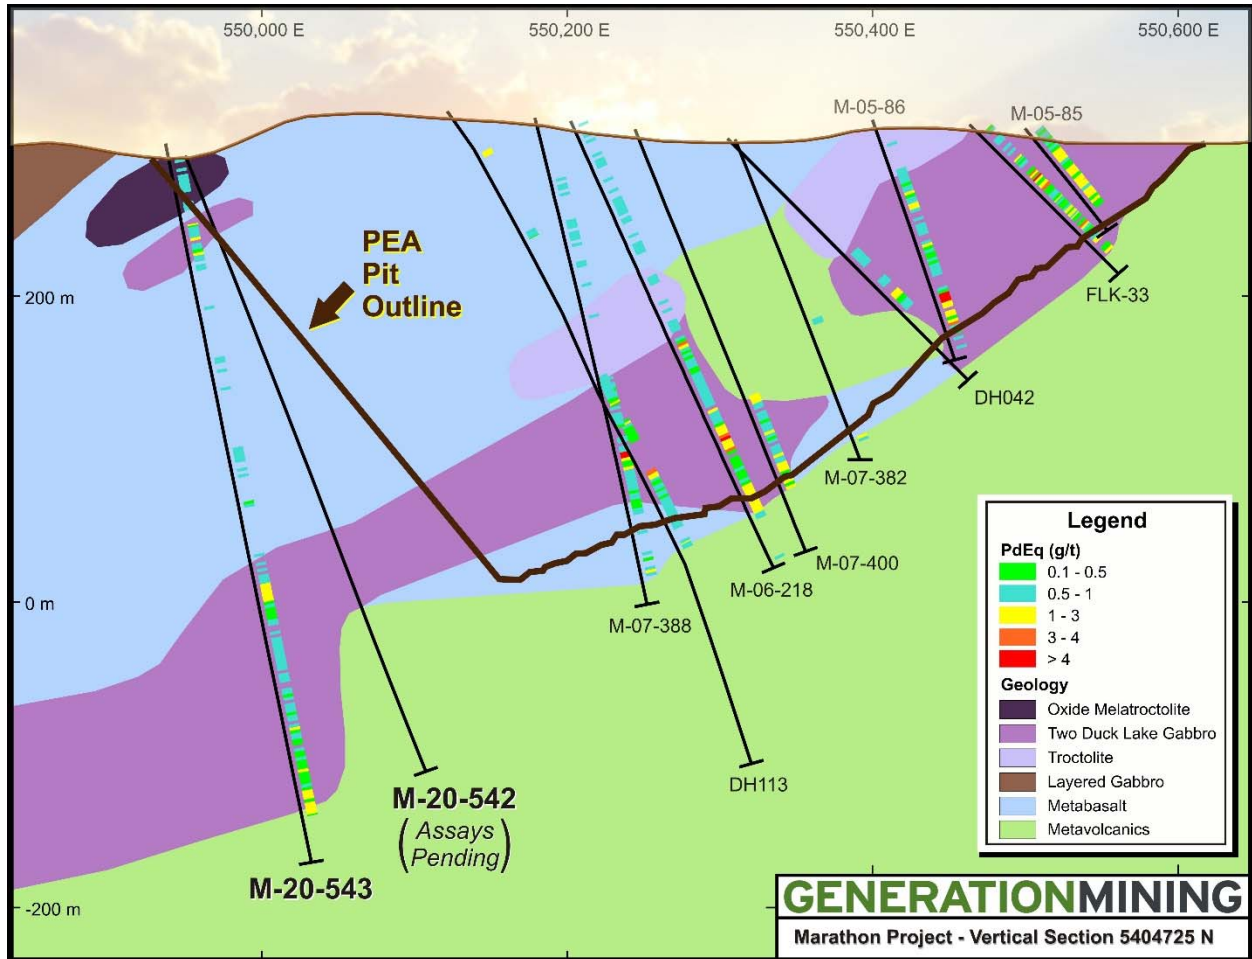 550,000 E
550,200 E
550,400 E
550,600 E
M-05-86
M-05-85
PEA
Pit
Outline
200 m
FLK-33
DH042
M-07-382
M-07-400
M-06-218
M-07-388
0 m
DH113
M-20-542
(Assays
Pending)
M-20-543
-200 m
Legend
PdEq (g/t)
0.1 - 0.5
0.5 - 1
1 - 3
3 - 4
> 4
Geology
Oxide Melatroctolite
Two Duck Lake Gabbro
Troctolite
Layered Gabbro
Metabasalt
Metavolcanics
GENERATIONMINING
Marathon Project - Vertical Section 5404725 N